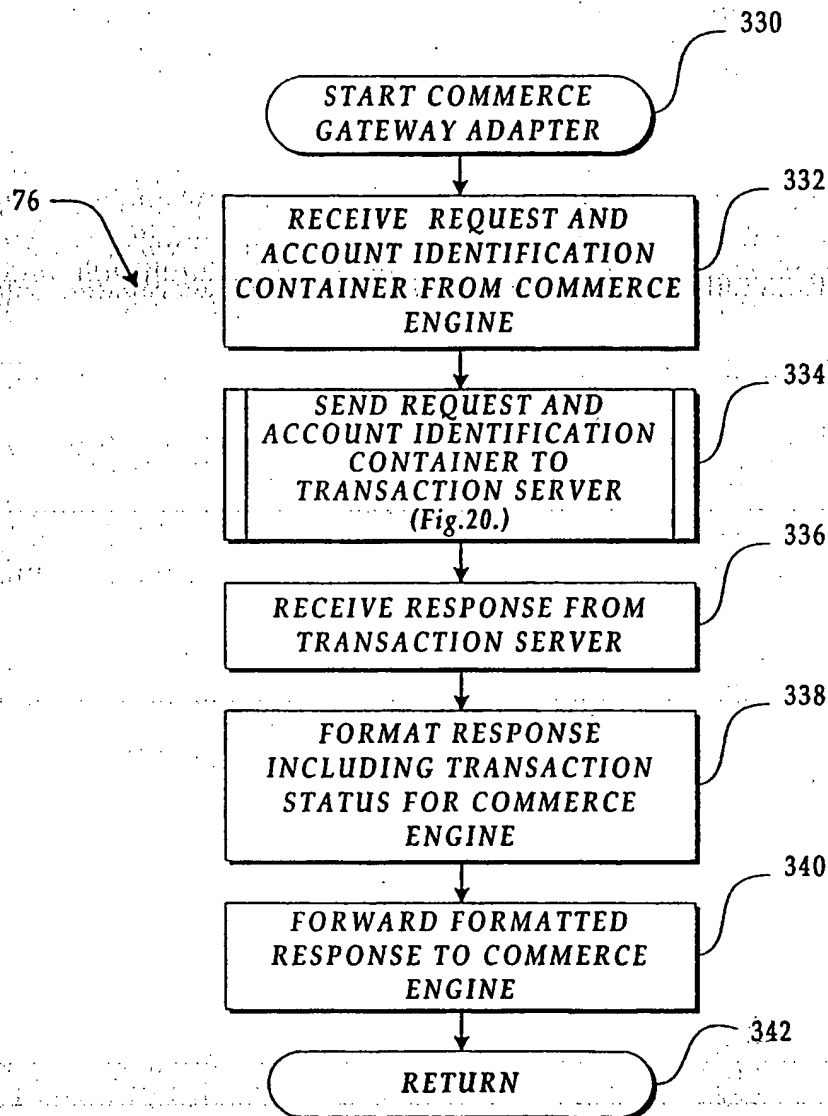 330
START COMMERCE
GATEWAY ADAPTER
76
332
RECEIVE REQUEST AND
ACCOUNT IDENTIFICATION
CONTAINER FROM COMMERCE
ENGINE
334
SEND REQUEST AND
ACCOUNT IDENTIFICATION
CONTAINER TO
TRANSACTION SERVER
(Fig.20.)
336
RECEIVE RESPONSE FROM
TRANSACTION SERVER
338
FORMAT RESPONSE
INCLUDING TRANSACTION
STATUS FOR COMMERCE
ENGINE
340
FORWARD FORMATTED
RESPONSE TO COMMERCE
ENGINE
342
RETURN